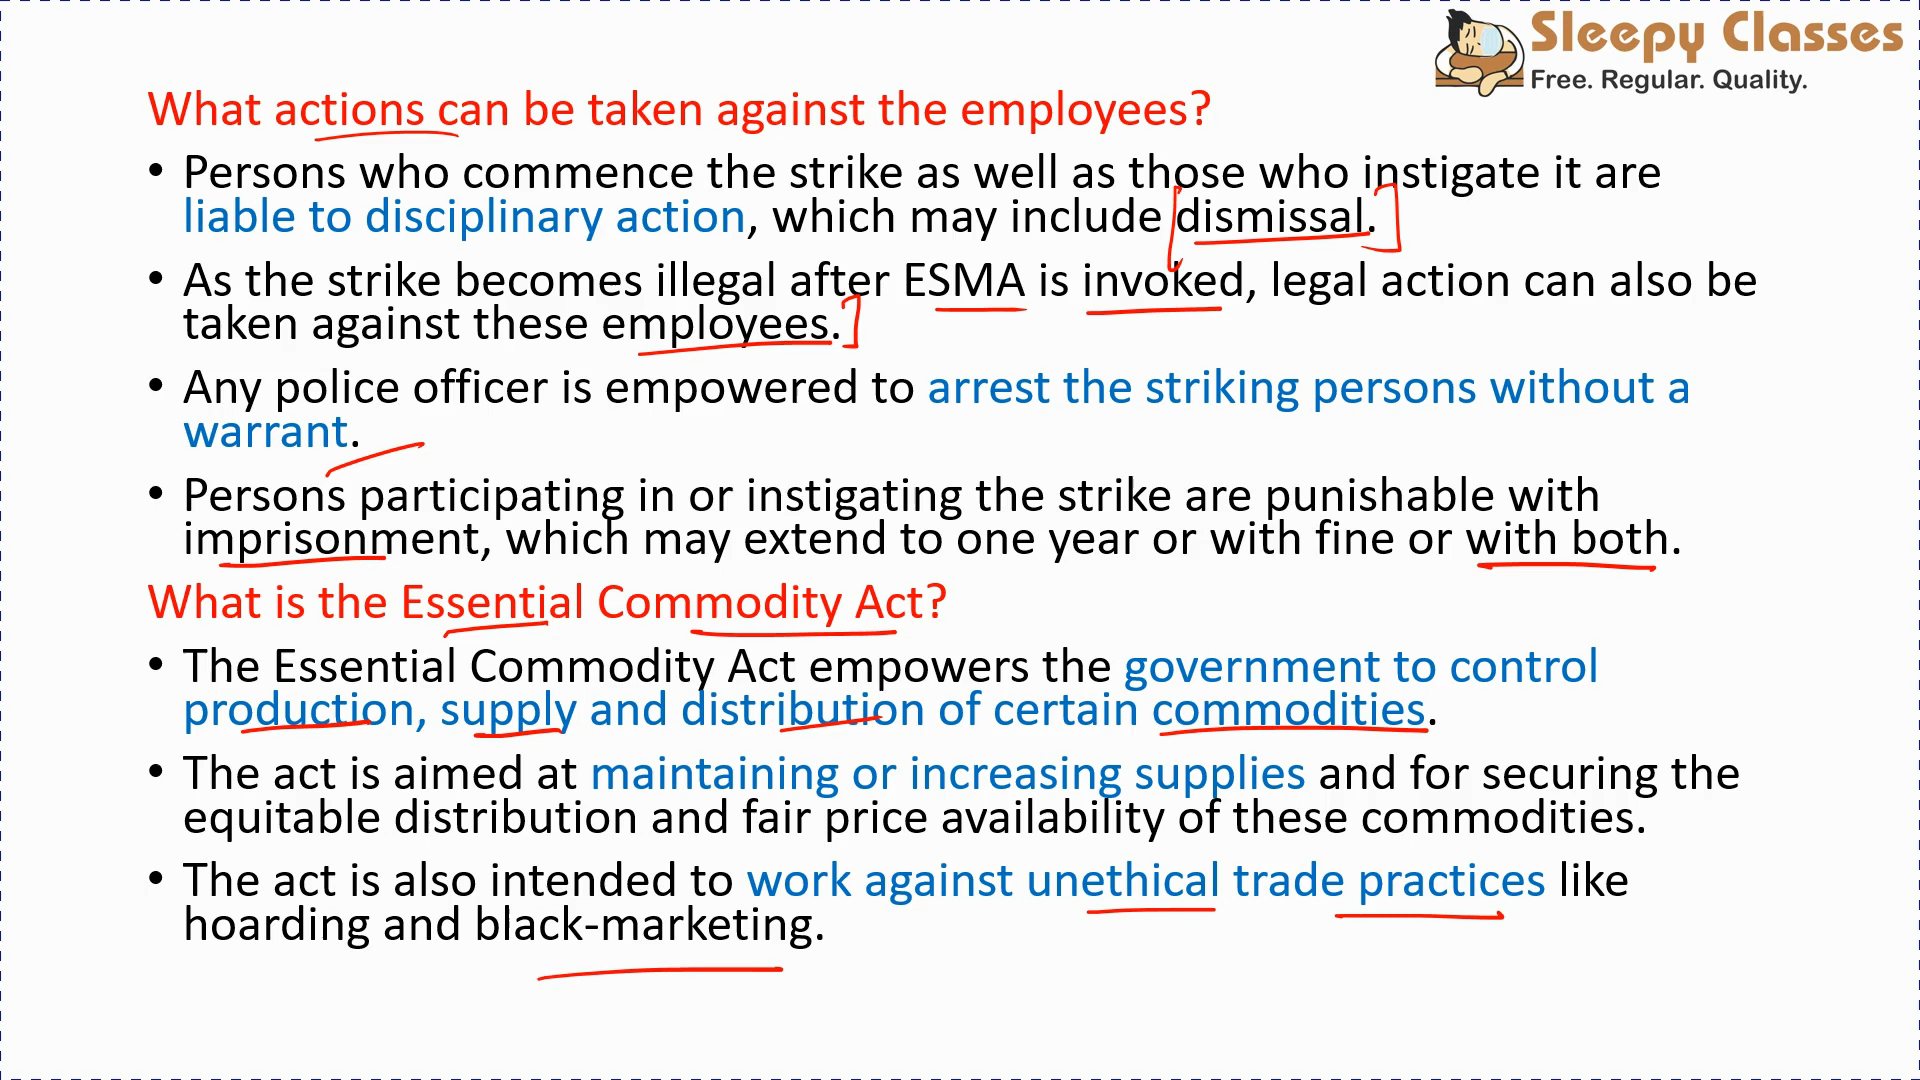 Sleepy Classes
Free. Regular. Quality.
What actions can be taken against the employees?
• Persons who commence the strike as well as those who instigate it are
liable to disciplinary action, which may include dismissal.
• As the strike becomes illegal after ESMA is invoked, legal action can also be
taken against these employees.
• Any police officer is empowered to arrest the striking persons without a
warrant.
• Persons participating in or instigating the strike are punishable with
imprisonment, which may extend to one year or with fine or with both.
What is the Essential Commodity Act?
• The Essential Commodity Act empowers the government to control
production, supply and distribution of certain commodities.
• The act is aimed at maintaining or increasing supplies and for securing the
equitable distribution and fair price availability of these commodities.
• The act is also intended to work against unethical trade practices like
hoarding and black-marketing.